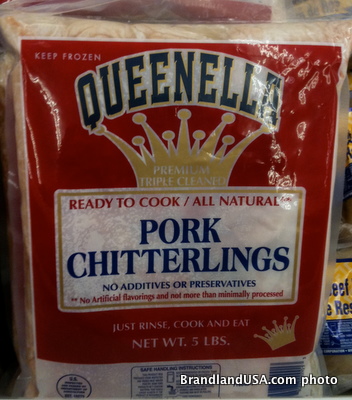 KEEP FROZEN
QUEENELLA
PREMIUM
TRIPLE CLEANED
READY TO COOK / ALL NATURAL**
PORK
CHITTERLINGS
NO ADDITIVES OR PRESERVATIVES
** No Artificial flavorings and not more than minimally processed
JUST RINSE, COOK AND EAT
NET WT. 5 LBS.
SAFE HANDLING INSTRUCTIONS
BrandlandUSA.com photo